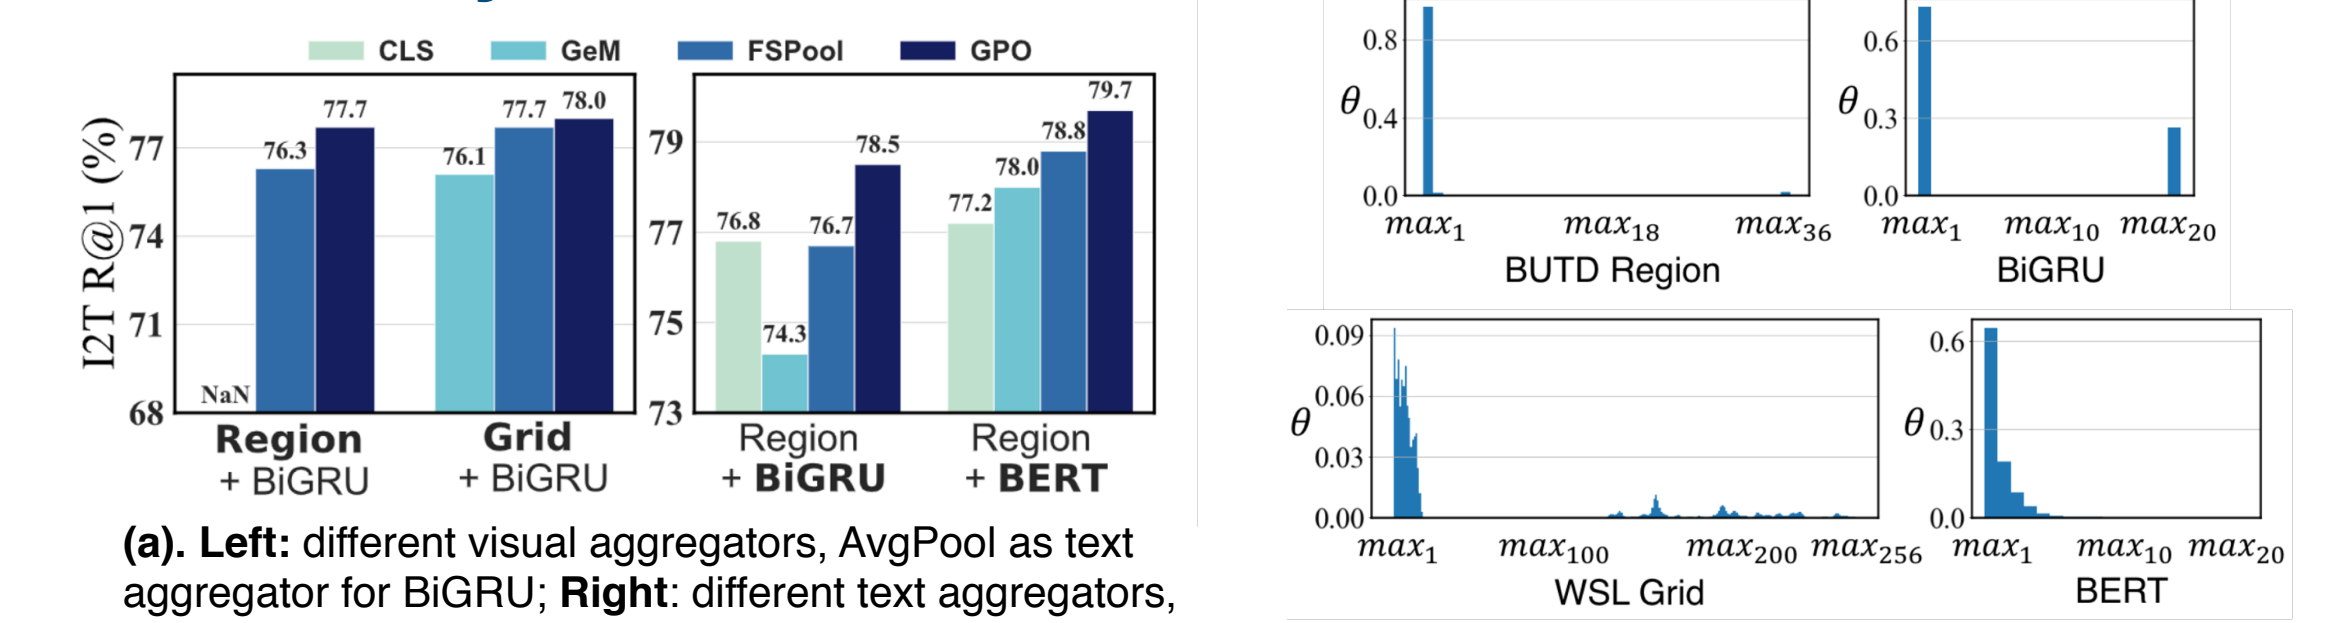 CLS GeM FSPool GPO
I2T R@1 (%)
77
74
71
68
NaN
76.3
77.7
76.1
77.7
78.0
Region
+ BiGRU
Grid
+ BiGRU
79
77
75
73
76.8
74.3
76.7
78.5
77.2
78.0
78.8
79.7
Region
+ BiGRU
Region
+ BERT
(a). Left: different visual aggregators, AvgPool as text
aggregator for BiGRU; Right: different text aggregators,
θ
0.8
0.4
0.0
max1 max18 max36
BUTD Region
θ
0.6
0.3
0.0
max1 max10 max20
BiGRU
θ
0.09
0.06
0.03
0.00
max1 max100 max200 max256
WSL Grid
θ
0.6
0.3
0.0
max1 max10 max20
BERT